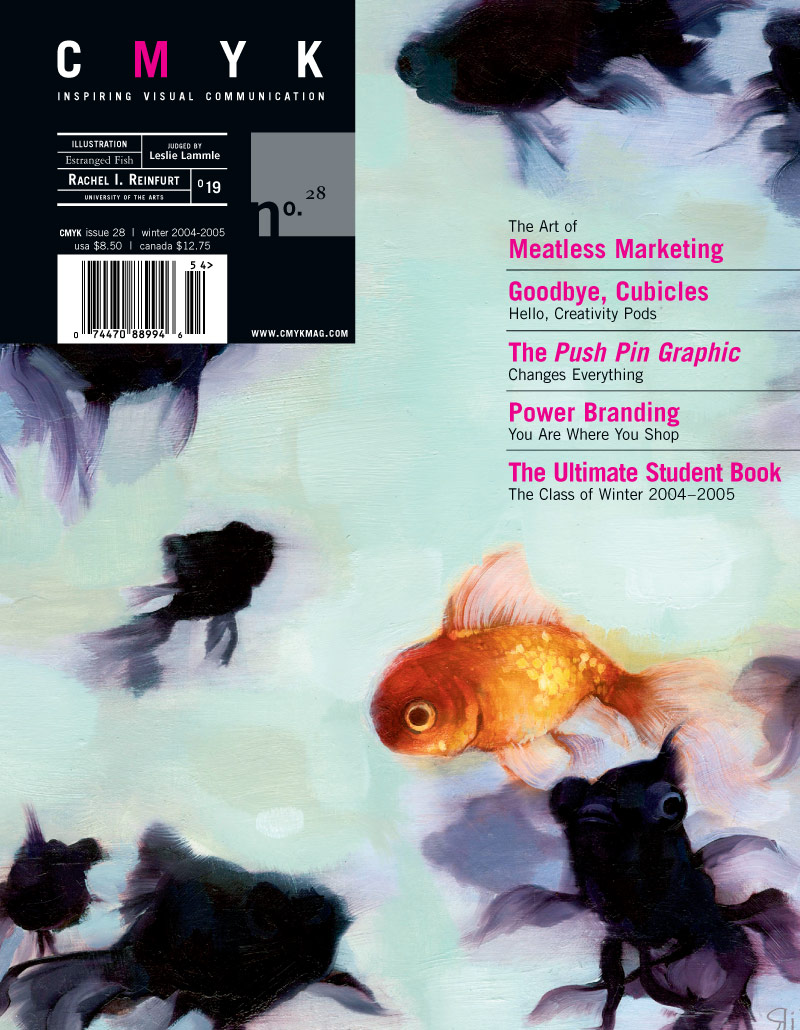 CMYK
INSPIRING VISUAL COMMUNICATION
ILLUSTRATION
Estranged Fish
JUDGED BY
Leslie Lammle
RACHEL I. REINFURT
UNIVERSITY OF THE ARTS
019
no. 28
CMYK issue 28 | winter 2004-2005
usa $8.50 | canada $12.75
54>
0 74470 88994 6
WWW.CMYKMAG.COM
The Art of
Meatless Marketing
Goodbye, Cubicles
Hello, Creativity Pods
The Push Pin Graphic
Changes Everything
Power Branding
You Are Where You Shop
The Ultimate Student Book
The Class of Winter 2004–2005